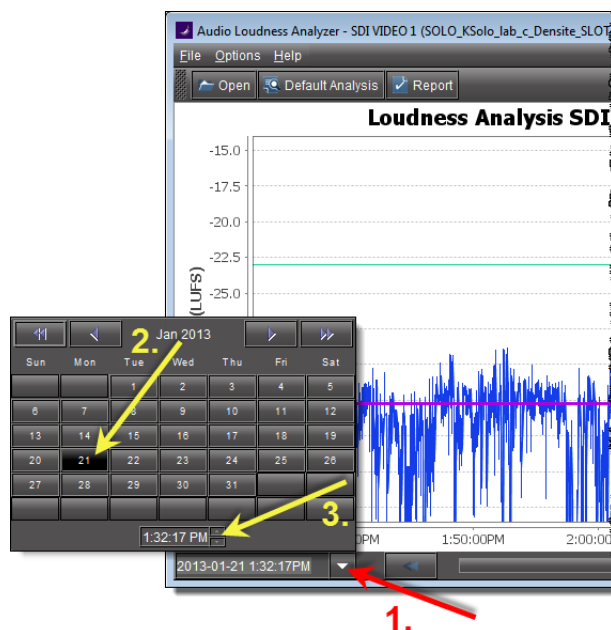 Audio Loudness Analyzer - SDI VIDEO 1 (SOLO_KSolo_lab_c_Densite_SLOT
File Options Help
Open Default Analysis Report
Loudness Analysis SDI
-15.0
-17.5
-20.0
-22.5
-25.0
(LUFS)
Jan 2013
2.
Sun Mon Tue Wed Thu Fri Sat
1 2 3 4 5
6 7 8 9 10 11 12
13 14 15 16 17 18 19
20 21 22 23 24 25 26
27 28 29 30 31
3.
1:32:17 PM
PM 1:50:00PM 2:00:00
2013-01-21 1:32:17PM
1.